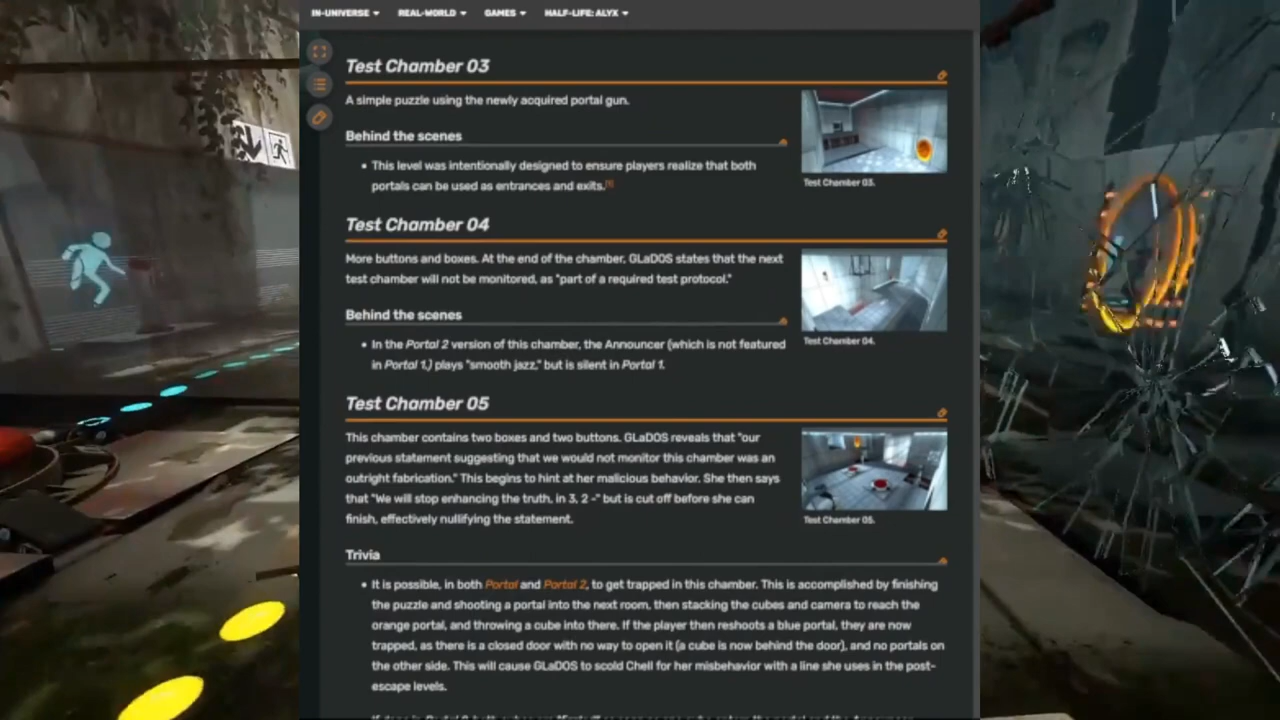 IN-UNIVERSE REAL-WORLD GAMES HALF-LIFE: ALYX
Test Chamber 03
A simple puzzle using the newly acquired portal gun.
Behind the scenes
• This level was intentionally designed to ensure players realize that both
portals can be used as entrances and exits.
Test Chamber 03.
Test Chamber 04
More buttons and boxes. At the end of the chamber, GLaDOS states that the next
test chamber will not be monitored, as "part of a required test protocol."
Behind the scenes
• In the Portal 2 version of this chamber, the Announcer (which is not featured
in Portal 1,) plays "smooth jazz," but is silent in Portal 1.
Test Chamber 04.
Test Chamber 05
This chamber contains two boxes and two buttons. GLaDOS reveals that "our
previous statement suggesting that we would not monitor this chamber was an
outright fabrication." This begins to hint at her malicious behavior. She then says
that "We will stop enhancing the truth, in 3, 2 -" but is cut off before she can
finish, effectively nullifying the statement.
Test Chamber 05.
Trivia
• It is possible, in both Portal and Portal 2, to get trapped in this chamber. This is accomplished by finishing
the puzzle and shooting a portal into the next room, then stacking the cubes and camera to reach the
orange portal, and throwing a cube into there. If the player then reshoots a blue portal, they are now
trapped, as there is a closed door with no way to open it (a cube is now behind the door), and no portals on
the other side. This will cause GLaDOS to scold Chell for her misbehavior with a line she uses in the post-
escape levels.